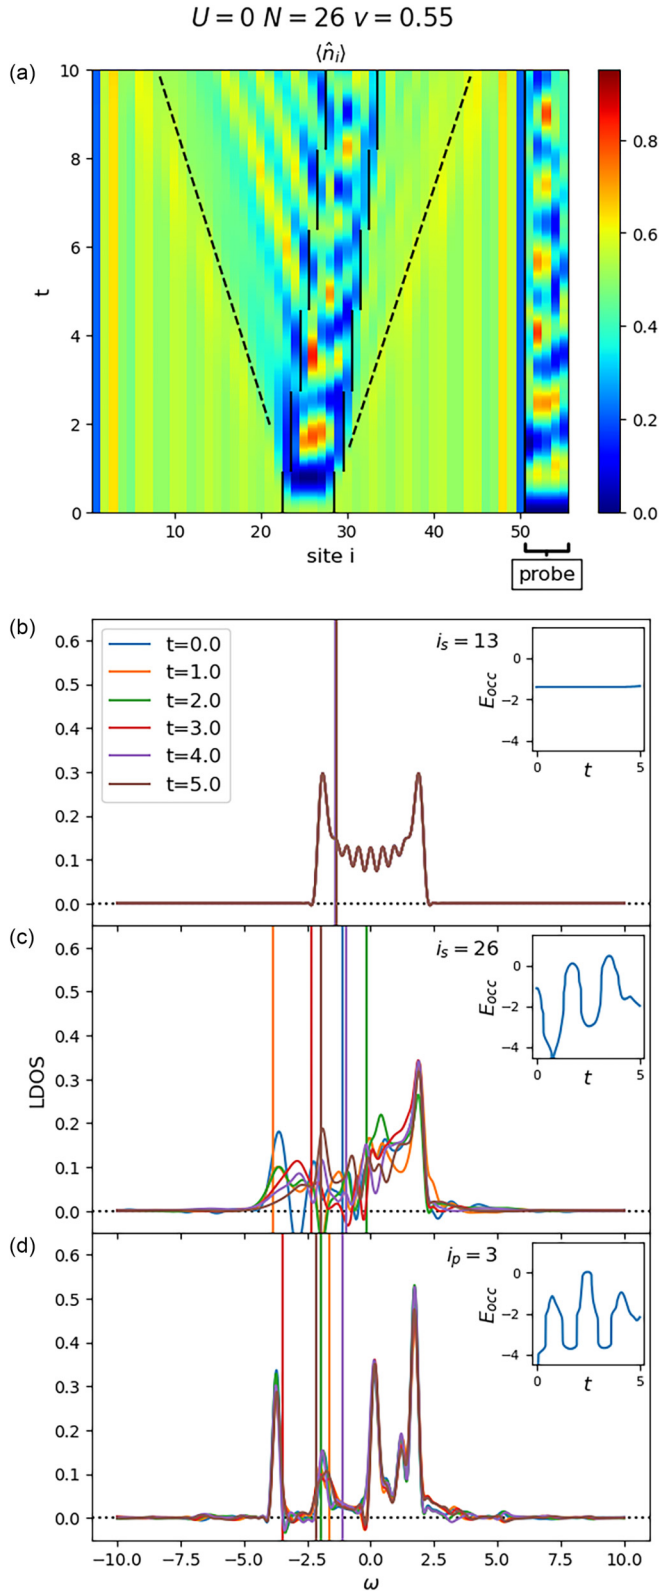 U = 0 N = 26 v = 0.55
⟨n̂ᵢ⟩
(a)
10
8
6
4
2
0
t
10 20 30 40 50
site i
probe
0.8
0.6
0.4
0.2
0.0
(b)
0.6
0.5
0.4
0.3
0.2
0.1
0.0
t=0.0
t=1.0
t=2.0
t=3.0
t=4.0
t=5.0
iₛ = 13
0
−2
−4
E_occ
0 5
t
(c)
0.6
0.5
0.4
0.3
0.2
0.1
0.0
LDOS
iₛ = 26
0
−2
−4
E_occ
0 5
t
(d)
0.6
0.5
0.4
0.3
0.2
0.1
0.0
iₚ = 3
0
−2
−4
E_occ
0 5
t
−10.0 −7.5 −5.0 −2.5 0.0 2.5 5.0 7.5 10.0
ω